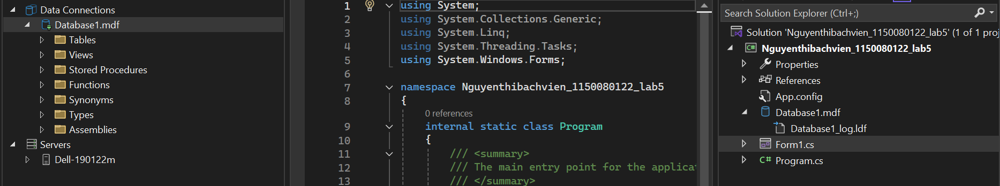 Data Connections
Database1.mdf
Tables
Views
Stored Procedures
Functions
Synonyms
Types
Assemblies
Servers
Dell-190122m
1 using System;
2 using System.Collections.Generic;
3 using System.Linq;
4 using System.Threading.Tasks;
5 using System.Windows.Forms;
6
7 namespace Nguyenthibachvien_1150080122_lab5
8 {
0 references
9 internal static class Program
10 {
11 /// <summary>
12 /// The main entry point for the applicat
13 /// </summary>
Search Solution Explorer (Ctrl+;)
Solution 'Nguyenthibachvien_1150080122_lab5' (1 of 1 proj
C# Nguyenthibachvien_1150080122_lab5
Properties
References
App.config
Database1.mdf
Database1_log.ldf
Form1.cs
C# Program.cs